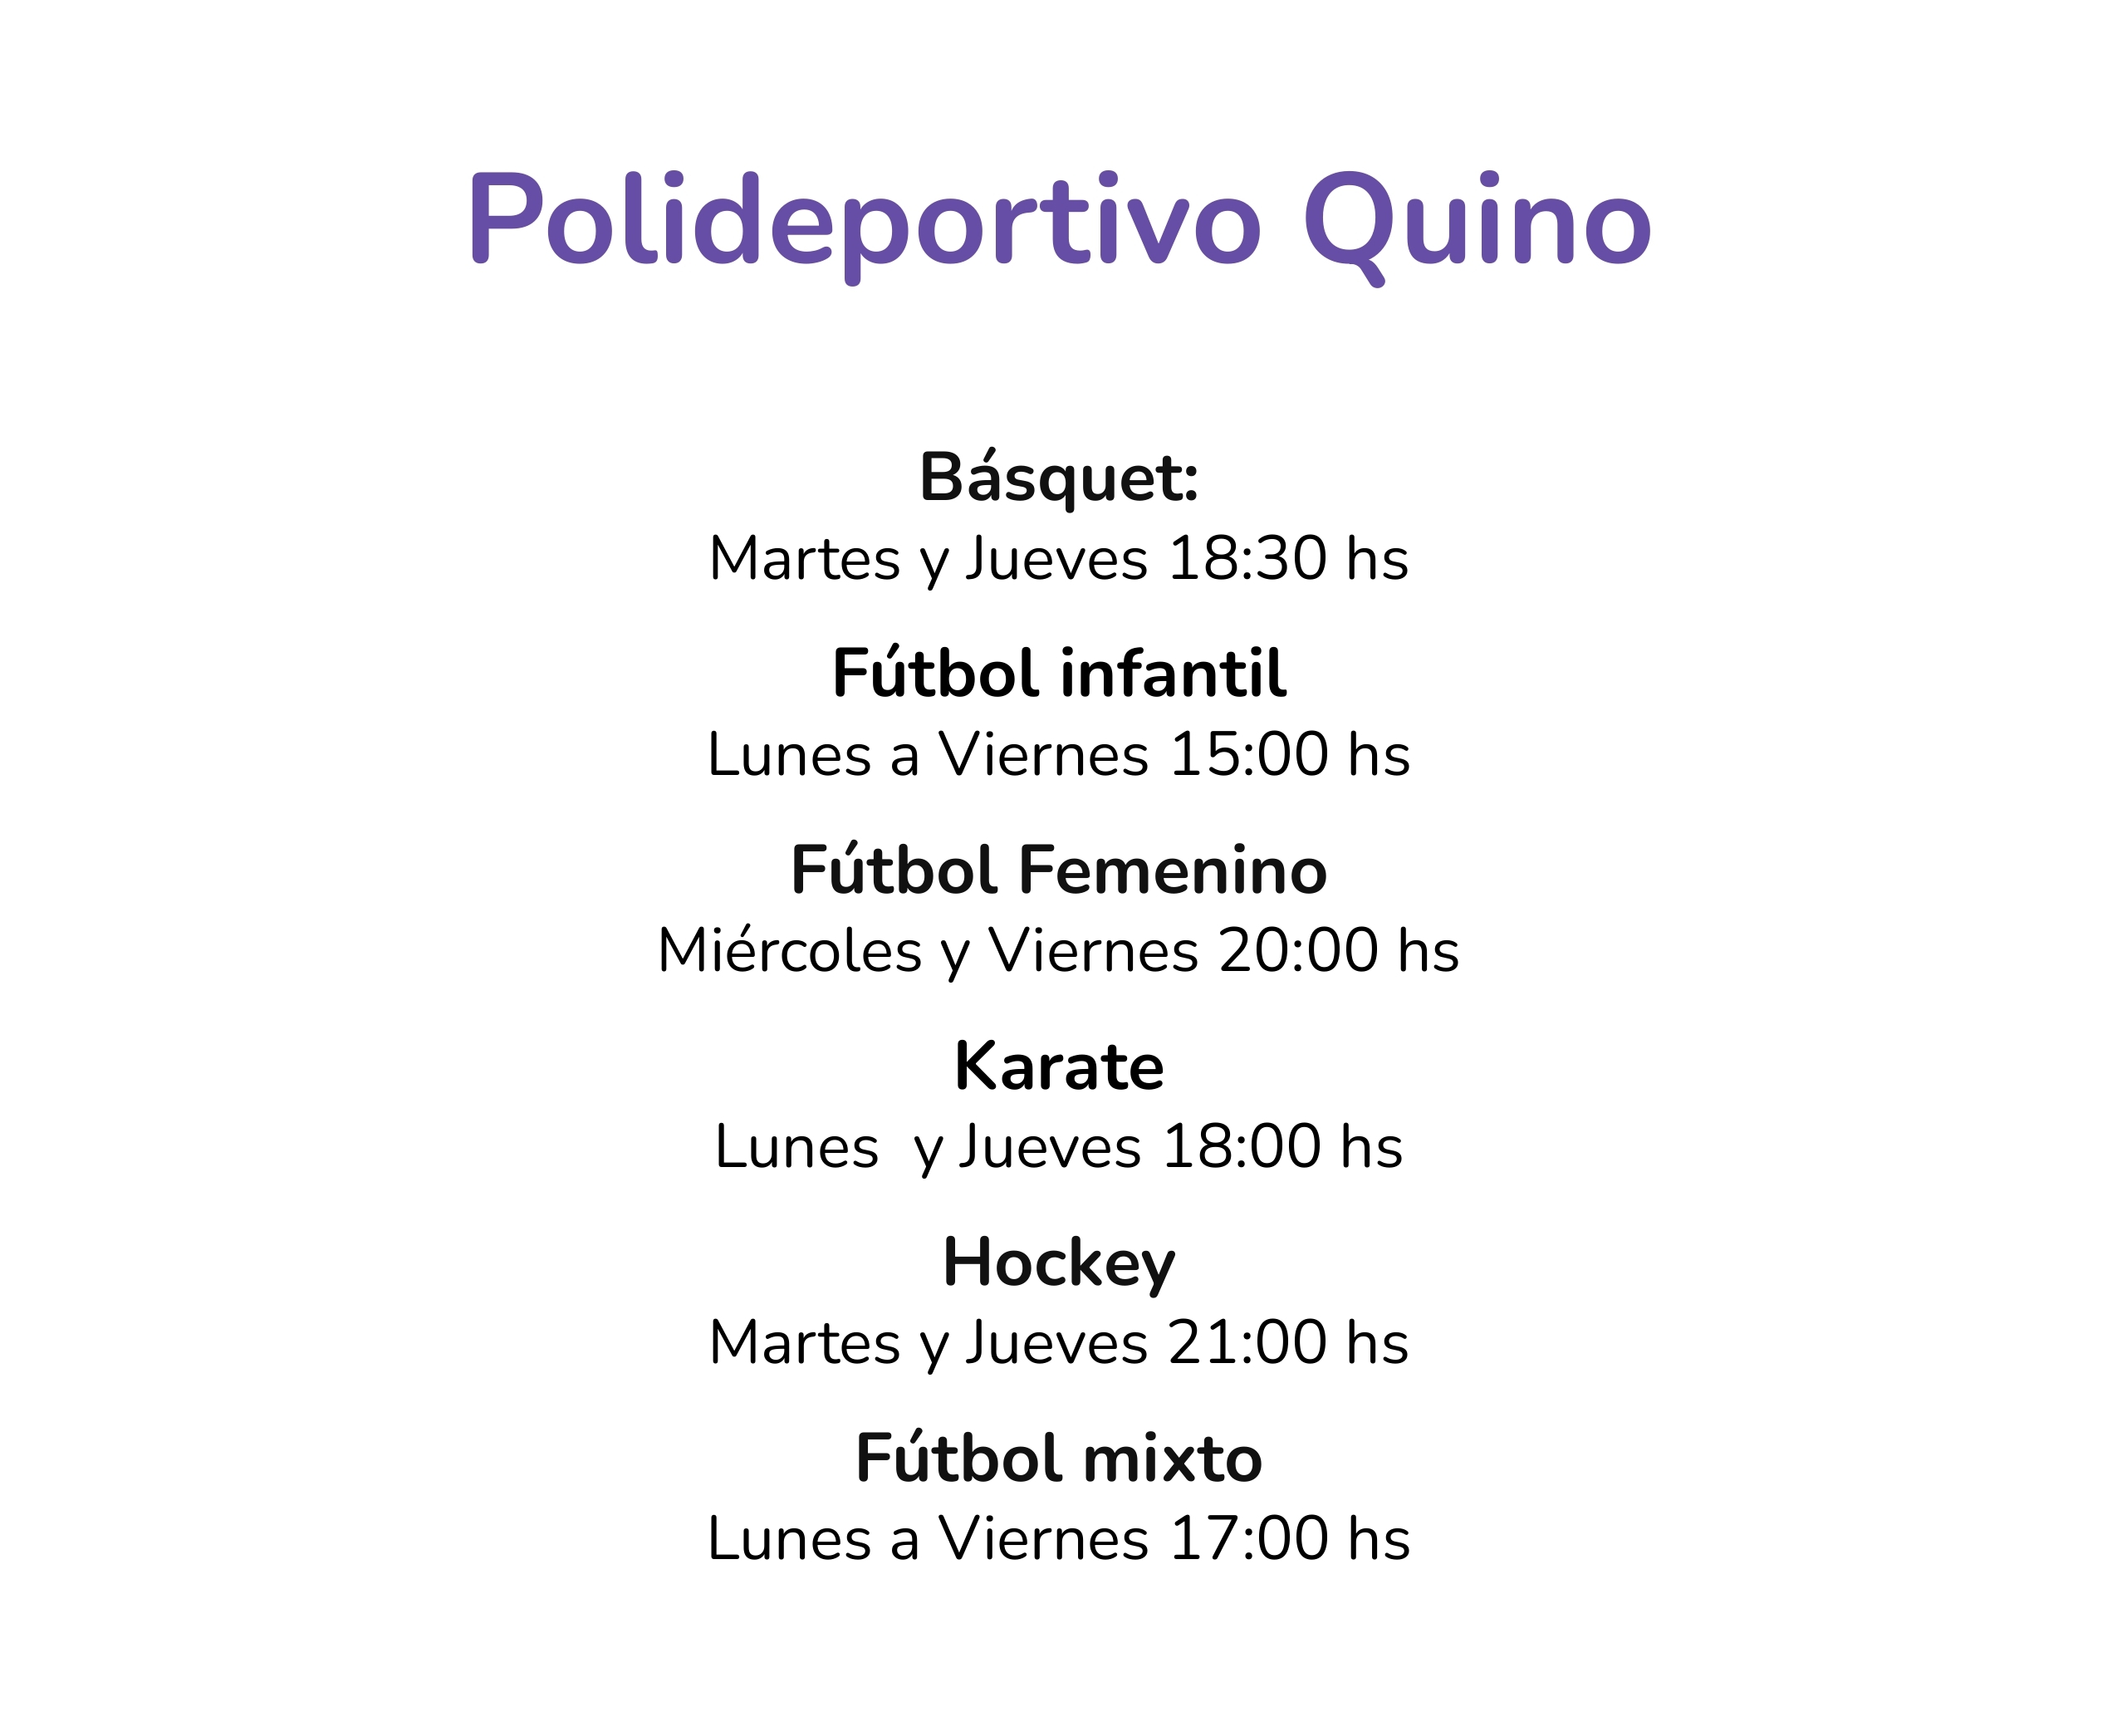 Polideportivo Quino
Básquet:
Martes y Jueves 18:30 hs
Fútbol infantil
Lunes a Viernes 15:00 hs
Fútbol Femenino
Miércoles y Viernes 20:00 hs
Karate
Lunes  y Jueves 18:00 hs
Hockey
Martes y Jueves 21:00 hs
Fútbol mixto
Lunes a Viernes 17:00 hs